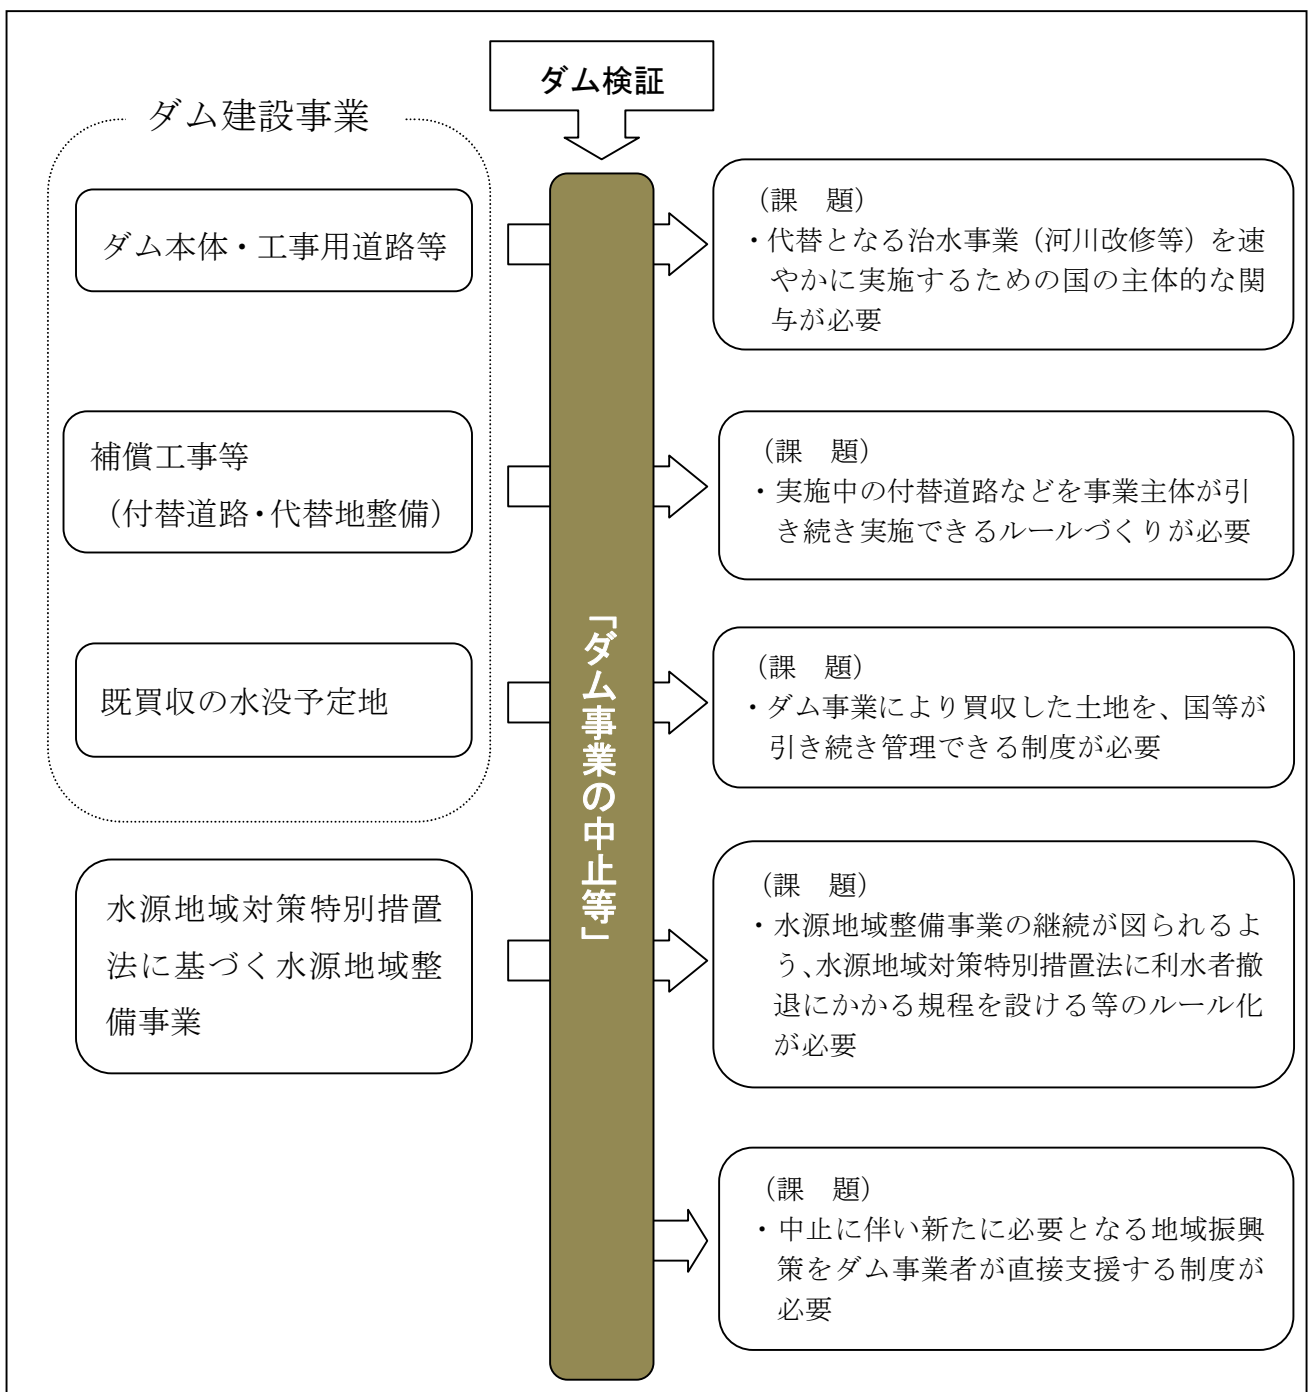 ダム検証
ダム建設事業
ダム本体・工事用道路等
補償工事等
（付替道路・代替地整備）
既買収の水没予定地
水源地域対策特別措置
法に基づく水源地域整
備事業
「ダム事業の中止等」
（課　題）
・代替となる治水事業（河川改修等）を速
やかに実施するための国の主体的な関
与が必要
（課　題）
・実施中の付替道路などを事業主体が引
き続き実施できるルールづくりが必要
（課　題）
・ダム事業により買収した土地を、国等が
引き続き管理できる制度が必要
（課　題）
・水源地域整備事業の継続が図られるよ
う、水源地域対策特別措置法に利水者撤
退にかかる規程を設ける等のルール化
が必要
（課　題）
・中止に伴い新たに必要となる地域振興
策をダム事業者が直接支援する制度が
必要